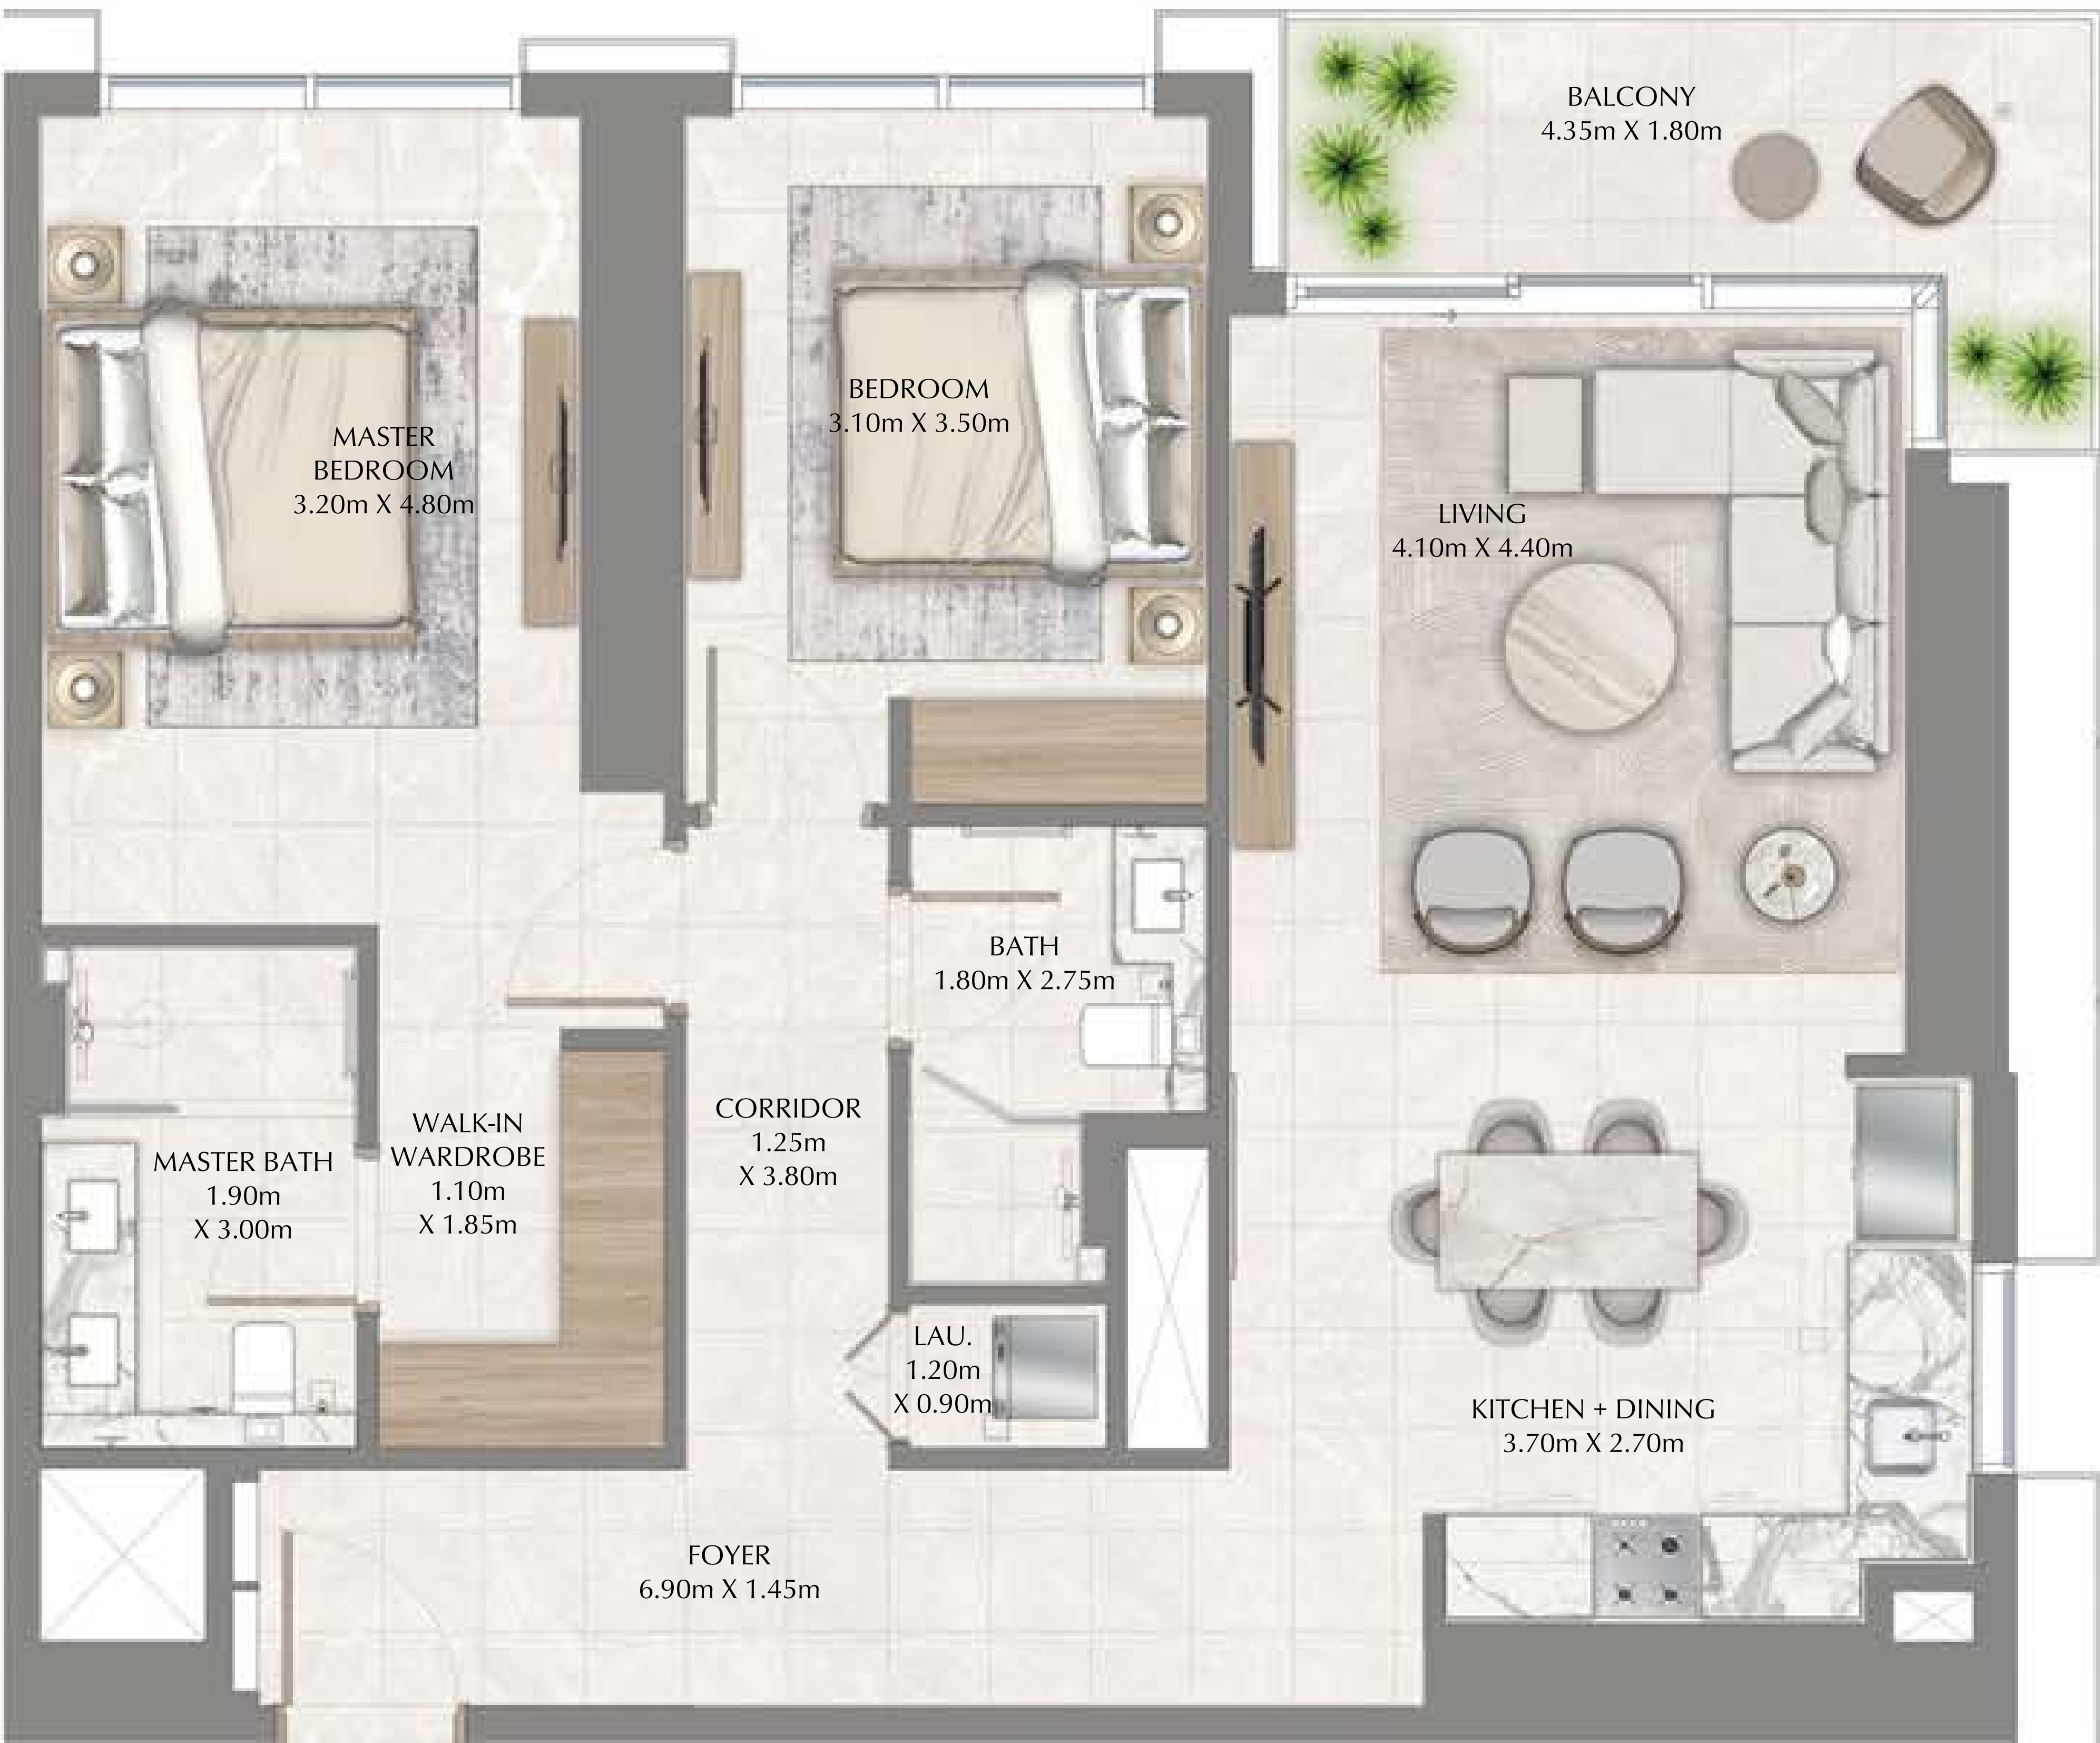 BALCONY
4.35m X 1.80m
BEDROOM
3.10m X 3.50m
MASTER
BEDROOM
3.20m X 4.80m
LIVING
4.10m X 4.40m
BATH
1.80m X 2.75m
CORRIDOR
1.25m
X 3.80m
WALK-IN
WARDROBE
1.10m
X 1.85m
MASTER BATH
1.90m
X 3.00m
LAU.
1.20m
X 0.90m
KITCHEN + DINING
3.70m X 2.70m
FOYER
6.90m X 1.45m